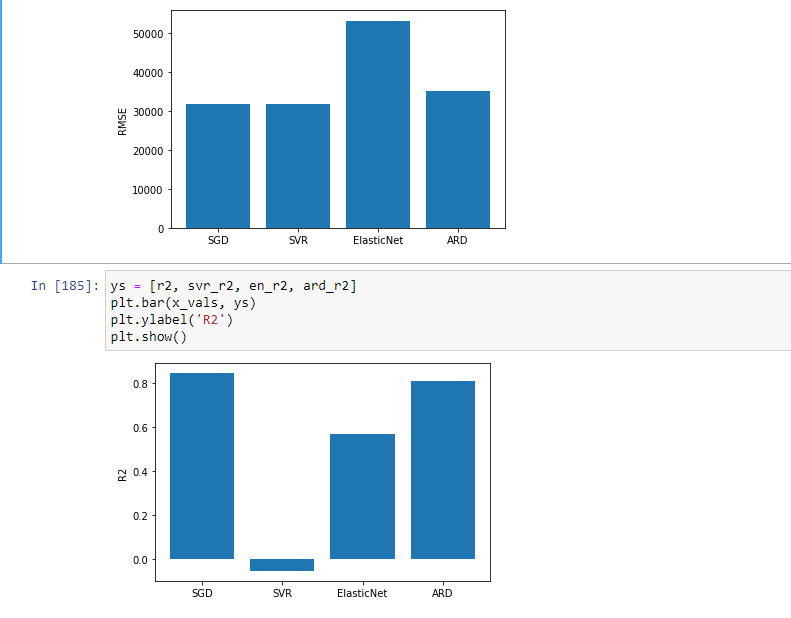 50000
40000
30000
20000
10000
0
RMSE
SGD SVR ElasticNet ARD
In [185]: ys = [r2, svr_r2, en_r2, ard_r2]
plt.bar(x_vals, ys)
plt.ylabel('R2')
plt.show()
0.8
0.6
0.4
0.2
0.0
R2
SGD SVR ElasticNet ARD